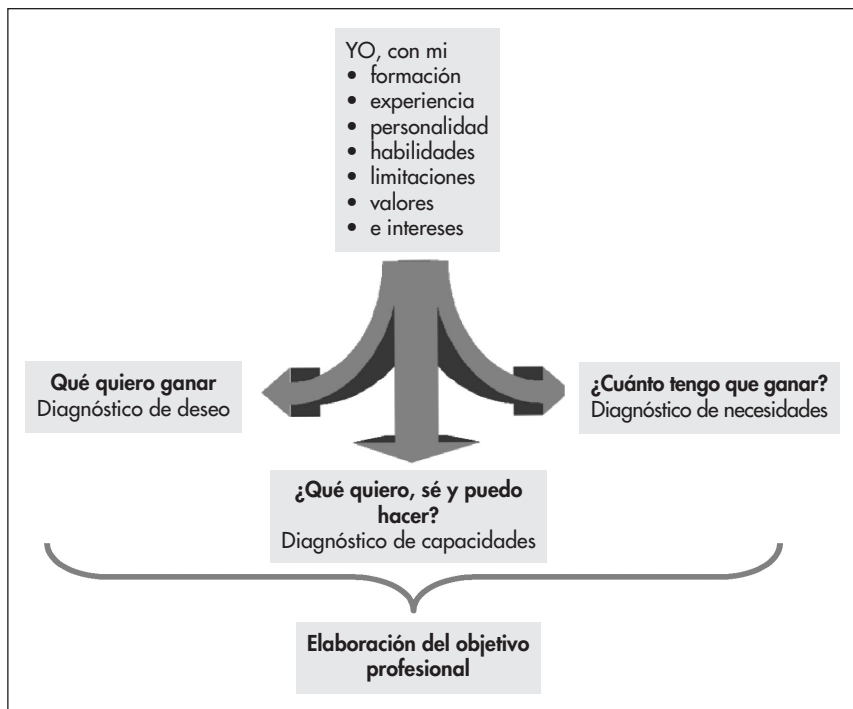 YO, con mi
• formación
• experiencia
• personalidad
• habilidades
• limitaciones
• valores
• e intereses
Qué quiero ganar
Diagnóstico de deseo
¿Cuánto tengo que ganar?
Diagnóstico de necesidades
¿Qué quiero, sé y puedo
hacer?
Diagnóstico de capacidades
Elaboración del objetivo
profesional